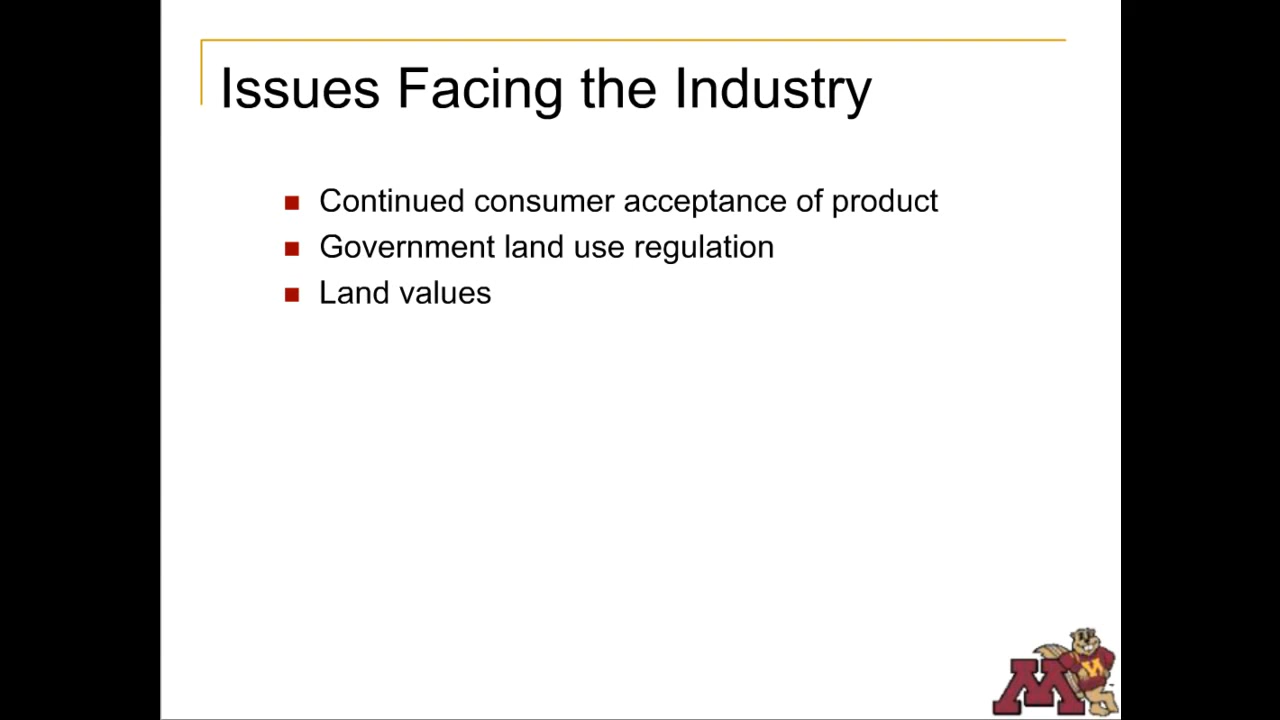 Issues Facing the Industry
Continued consumer acceptance of product
Government land use regulation
Land values
M